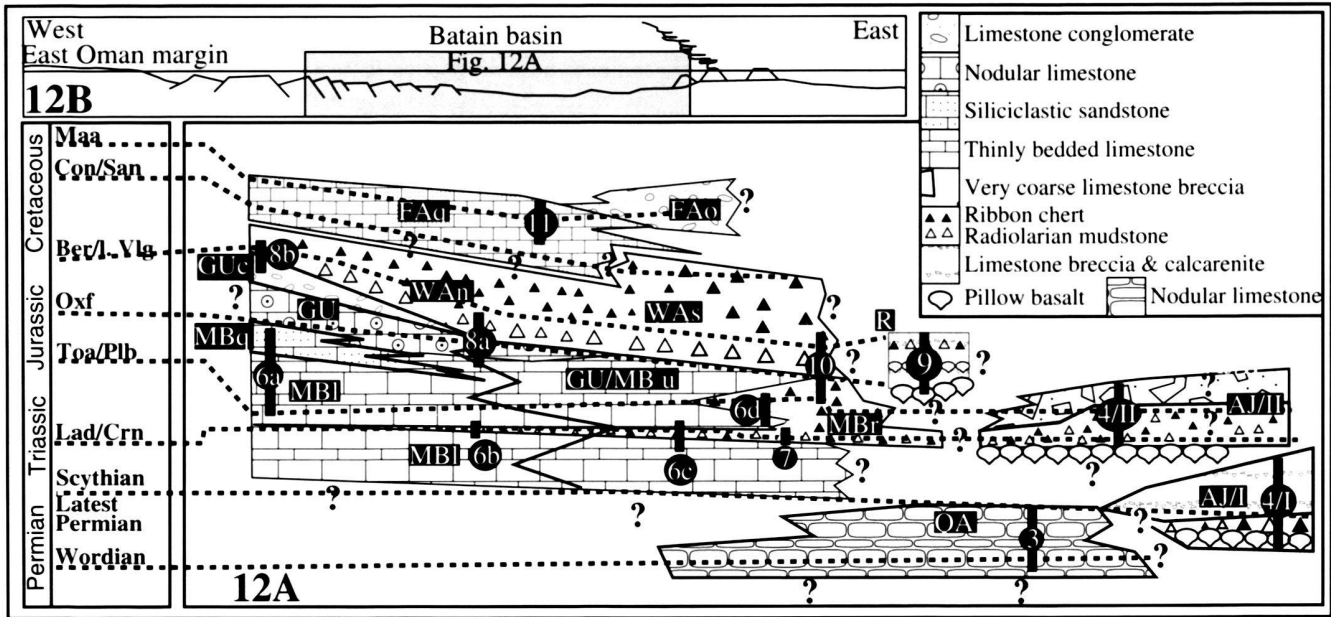 West
East Oman margin
Batain basin
Fig. 12A
East
12B
Limestone conglomerate
Nodular limestone
Siliciclastic sandstone
Thinly bedded limestone
Very coarse limestone breccia
Ribbon chert
Radiolarian mudstone
Limestone breccia & calcarenite
Pillow basalt
Nodular limestone
Cretaceous
Jurassic
Triassic
Permian
Maa
Con/San
Ber/l. Vlg
Oxf
Toa/Plb
Lad/Crn
Scythian
Latest
Permian
Wordian
FAq
11
FAo
?
?
?
?
8b
GUc
?
WAn
WAs
?
GU
R
MBq
8a
10
?
9
?
6a
MBl
GU/MB u
6d
MBr
?
?
4/II
AJ/II
?
?
MBl
6b
6c
7
?
?
?
?
?
AJ/I
4/I
OA
3
?
?
?
?
12A